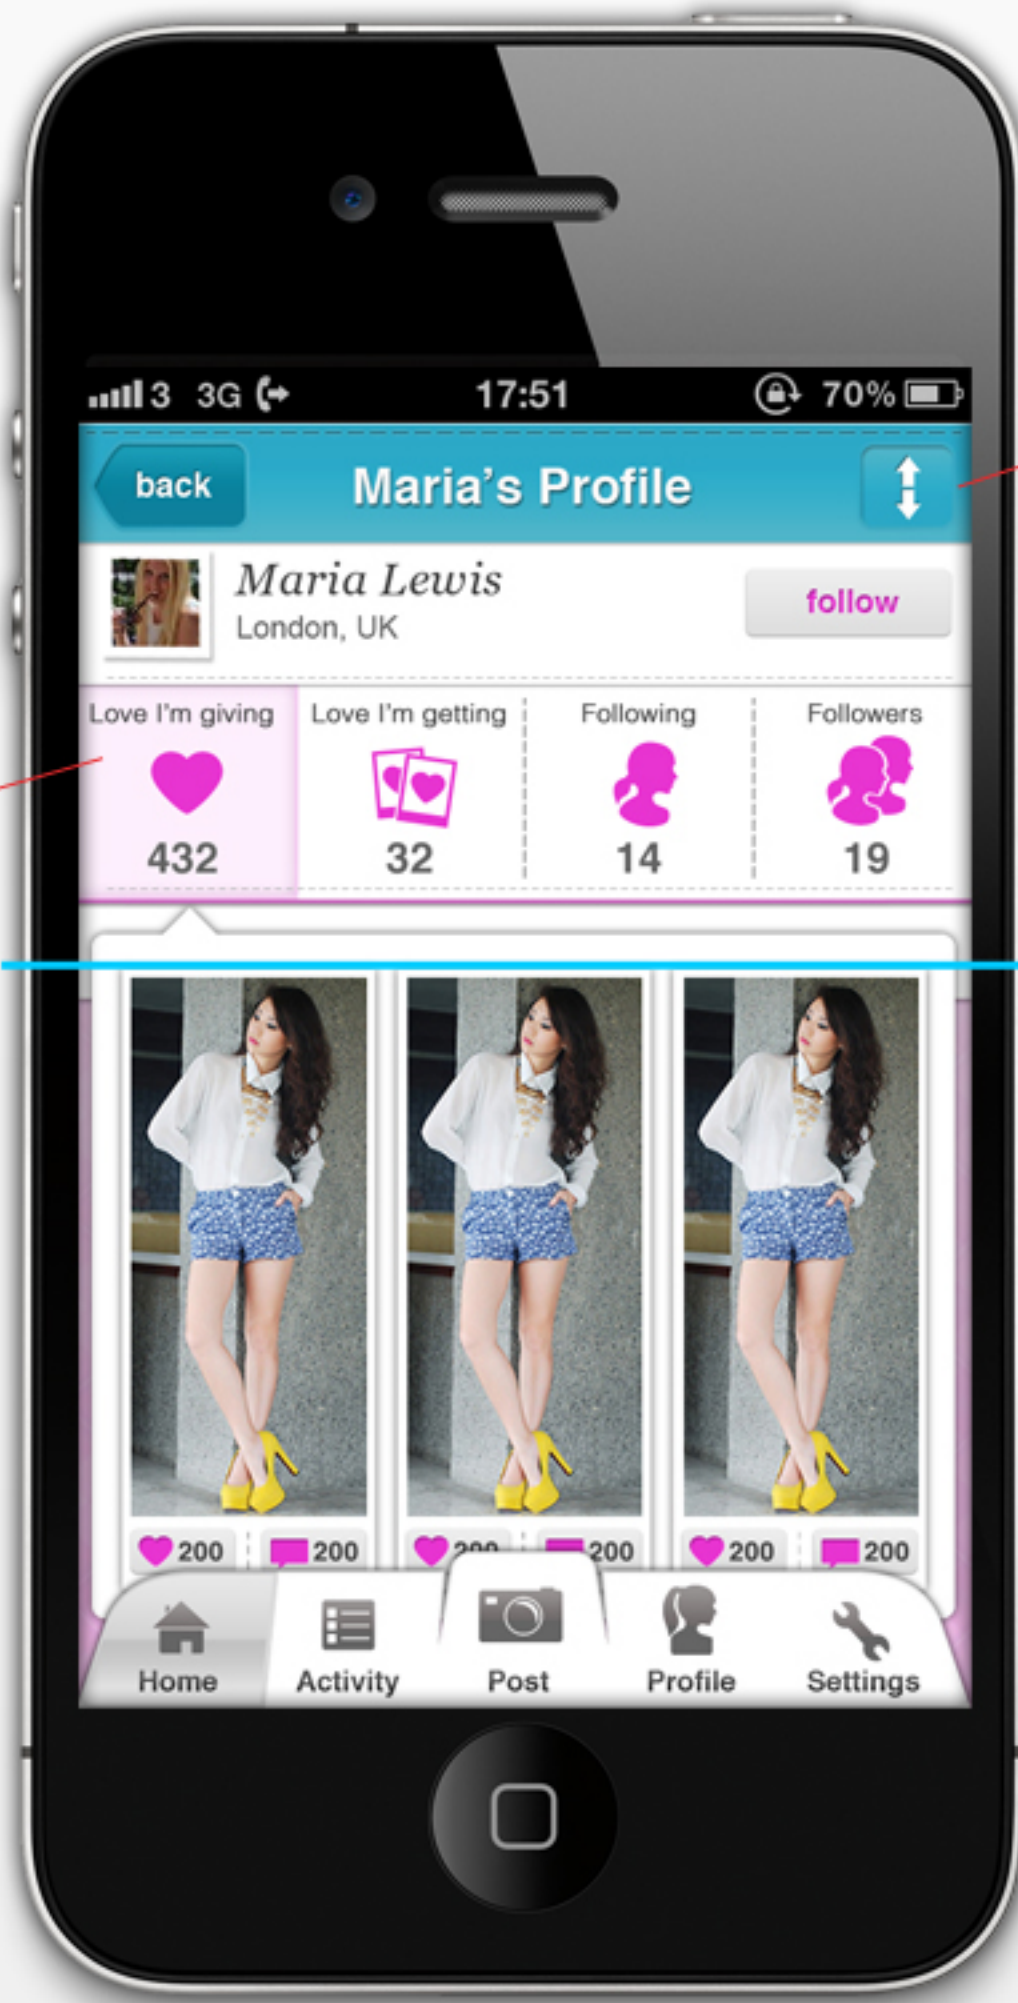 3 3G 17:51 70%
back Maria's Profile
Maria Lewis
London, UK
follow
Love I'm giving Love I'm getting Following Followers
432 32 14 19
200 200 200 200 200 200
Home Activity Post Profile Settings